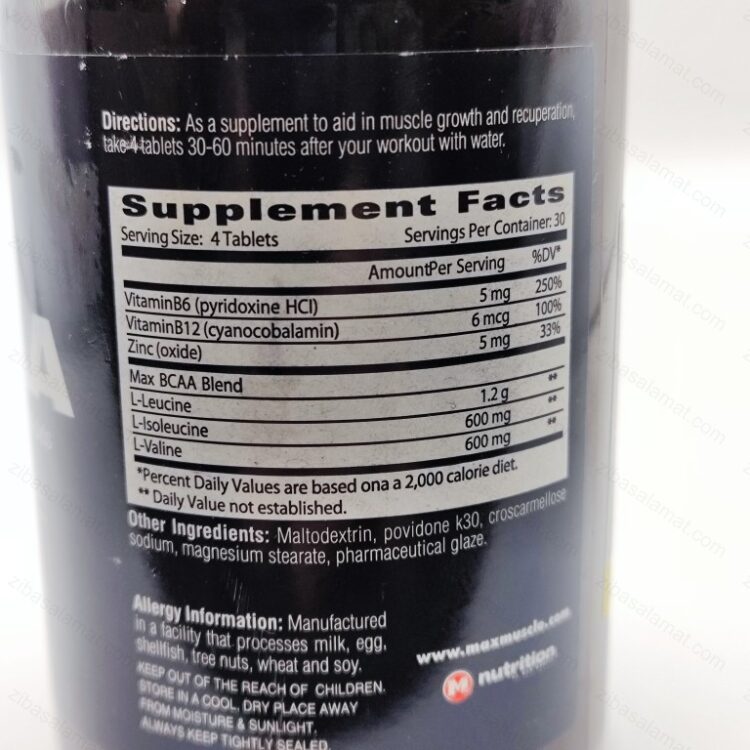 Directions: As a supplement to aid in muscle growth and recuperation,
take 4 tablets 30-60 minutes after your workout with water.
Supplement Facts
Serving Size: 4 Tablets Servings Per Container: 30
AmountPer Serving %DV*
VitaminB6 (pyridoxine HCl) 5 mg 250%
VitaminB12 (cyanocobalamin) 6 mcg 100%
Zinc (oxide) 5 mg 33%
Max BCAA Blend
L-Leucine 1.2 g **
L-Isoleucine 600 mg **
L-Valine 600 mg **
*Percent Daily Values are based ona a 2,000 calorie diet.
** Daily Value not established.
Other Ingredients: Maltodextrin, povidone k30, croscarmellose
sodium, magnesium stearate, pharmaceutical glaze.
Allergy Information: Manufactured
in a facility that processes milk, egg,
shellfish, tree nuts, wheat and soy.
KEEP OUT OF THE REACH OF CHILDREN.
STORE IN A COOL, DRY PLACE AWAY
FROM MOISTURE & SUNLIGHT.
ALWAYS KEEP TIGHTLY SEALED.
www.maxmuscle.com
M nutrition
A
zibasalamat.com